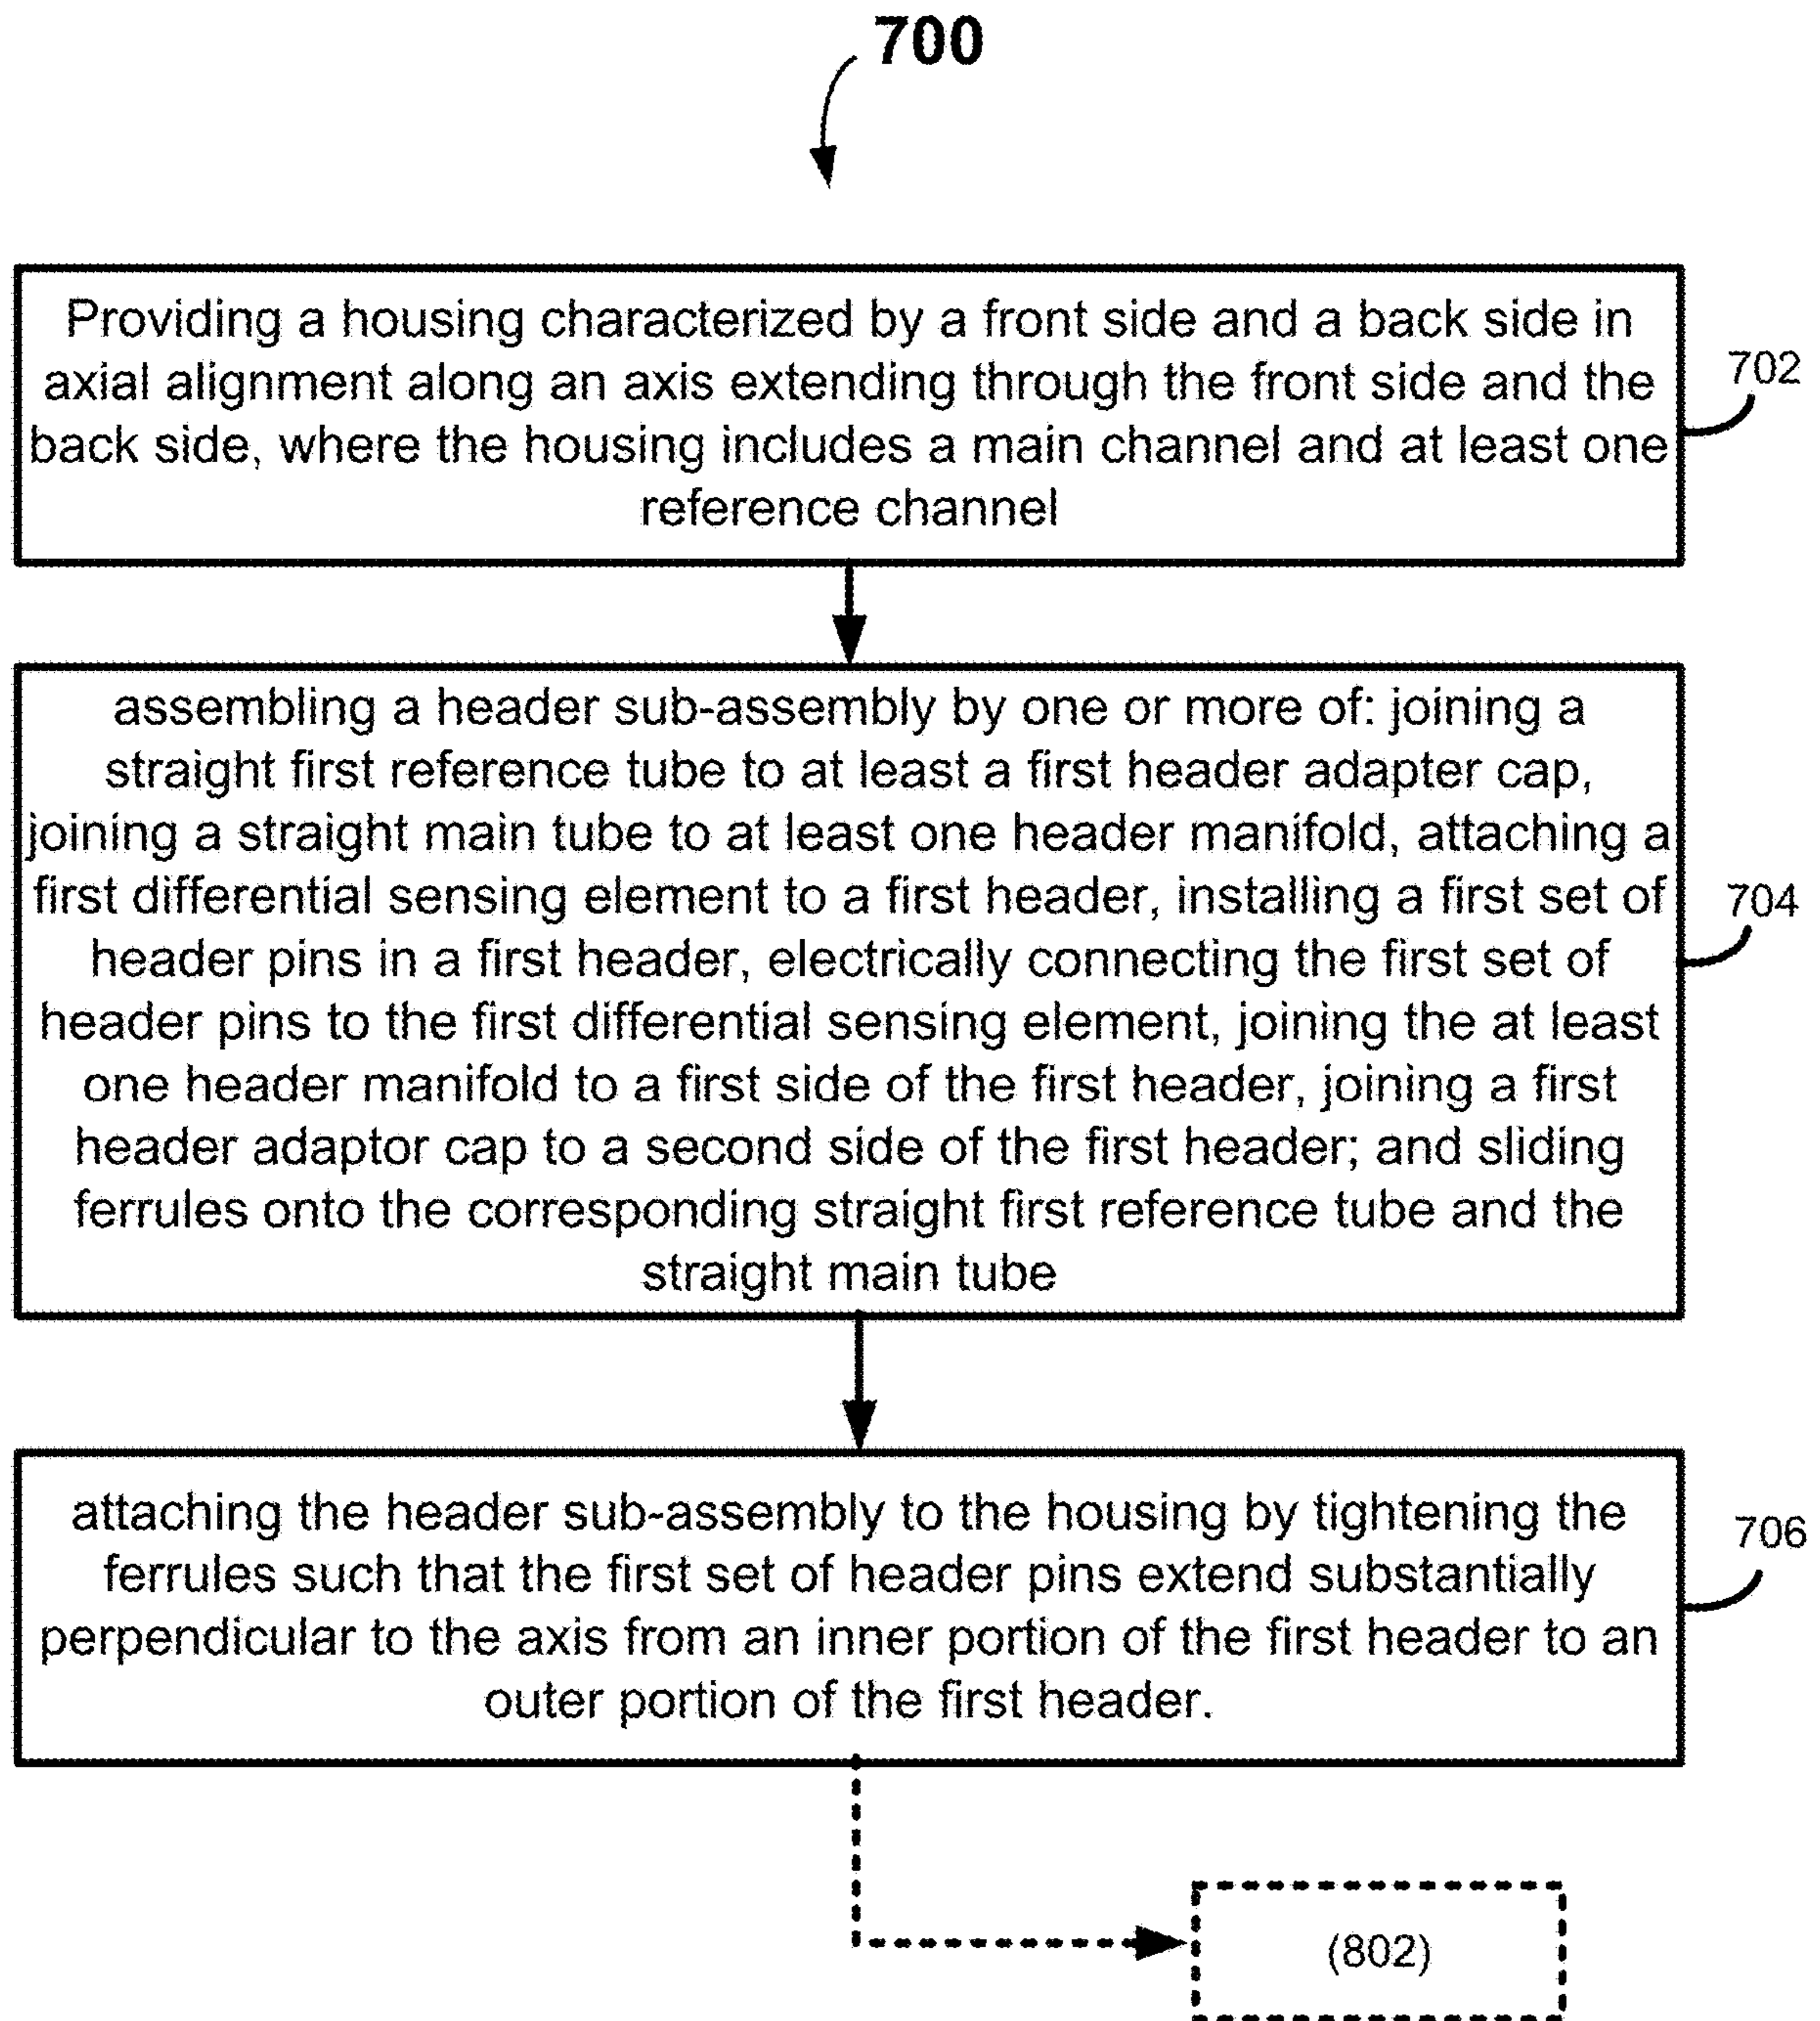 700
Providing a housing characterized by a front side and a back side in
axial alignment along an axis extending through the front side and the
back side, where the housing includes a main channel and at least one
reference channel
702
assembling a header sub-assembly by one or more of: joining a
straight first reference tube to at least a first header adapter cap,
joining a straight main tube to at least one header manifold, attaching a
first differential sensing element to a first header, installing a first set of
header pins in a first header, electrically connecting the first set of
header pins to the first differential sensing element, joining the at least
one header manifold to a first side of the first header, joining a first
header adaptor cap to a second side of the first header; and sliding
ferrules onto the corresponding straight first reference tube and the
straight main tube
704
attaching the header sub-assembly to the housing by tightening the
ferrules such that the first set of header pins extend substantially
perpendicular to the axis from an inner portion of the first header to an
outer portion of the first header.
706
(802)